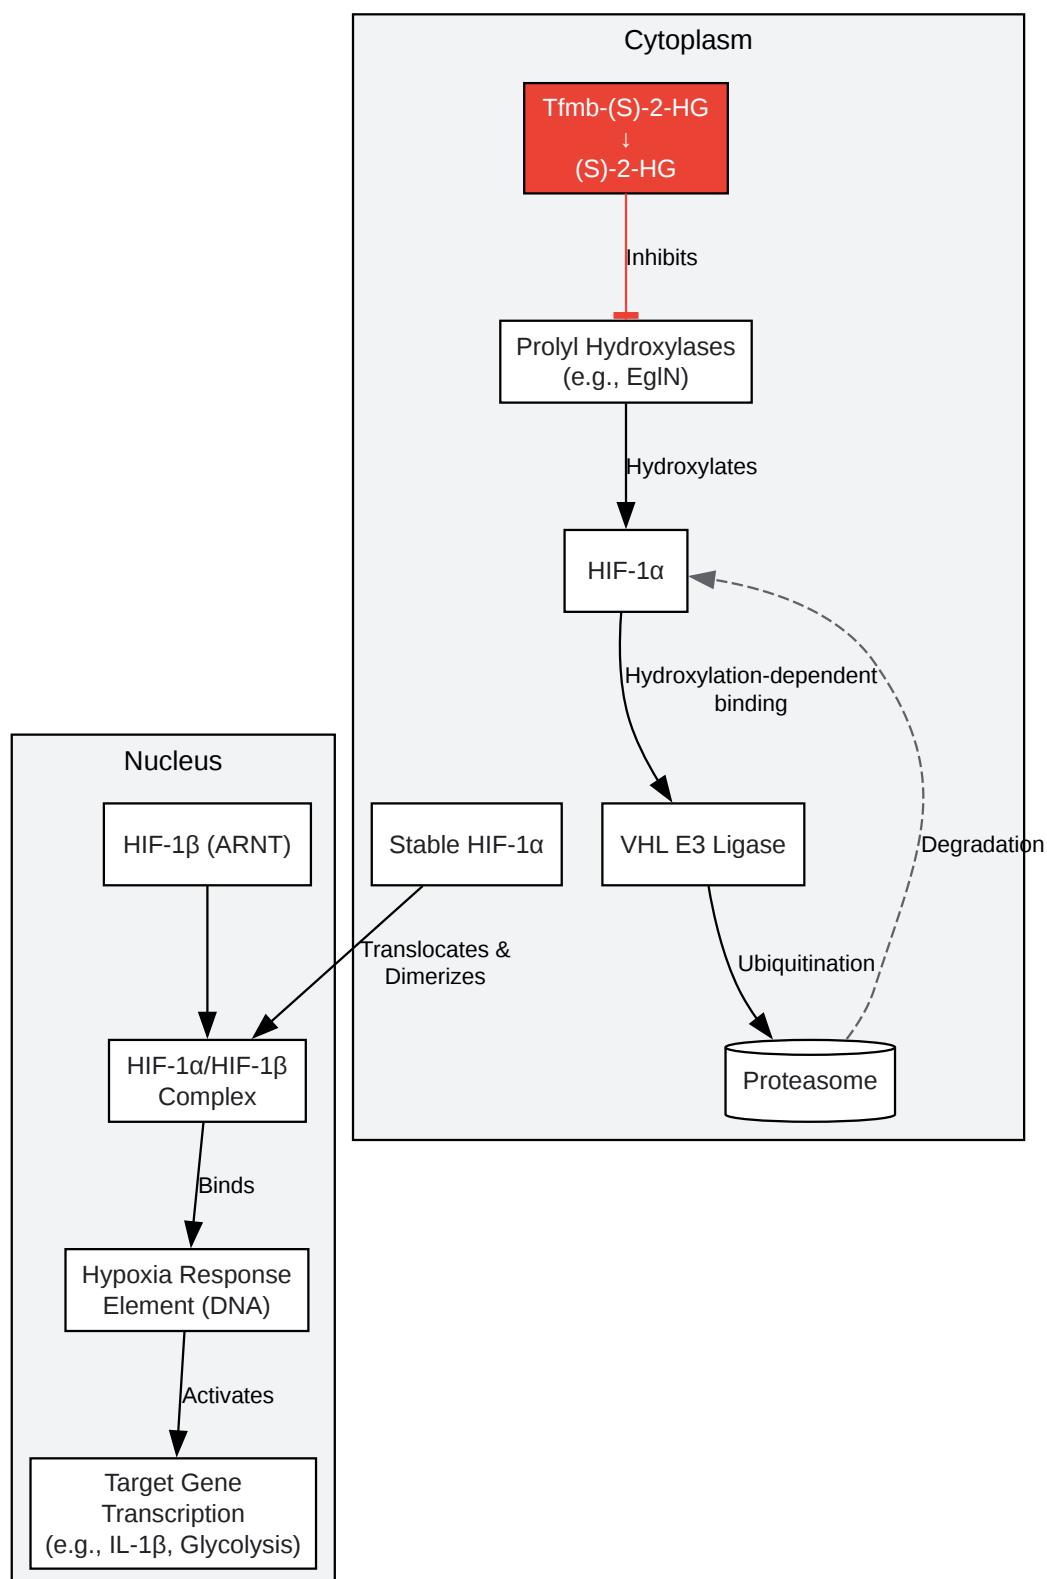 Cytoplasm
Tfmb-(S)-2-HG
↓
(S)-2-HG
Inhibits
Prolyl Hydroxylases
(e.g., EglN)
Hydroxylates
HIF-1α
Hydroxylation-dependent
binding
Nucleus
HIF-1β (ARNT)
Stable HIF-1α
VHL E3 Ligase
Degradation
Translocates &
Dimerizes
Ubiquitination
HIF-1α/HIF-1β
Complex
Proteasome
Binds
Hypoxia Response
Element (DNA)
Activates
Target Gene
Transcription
(e.g., IL-1β, Glycolysis)